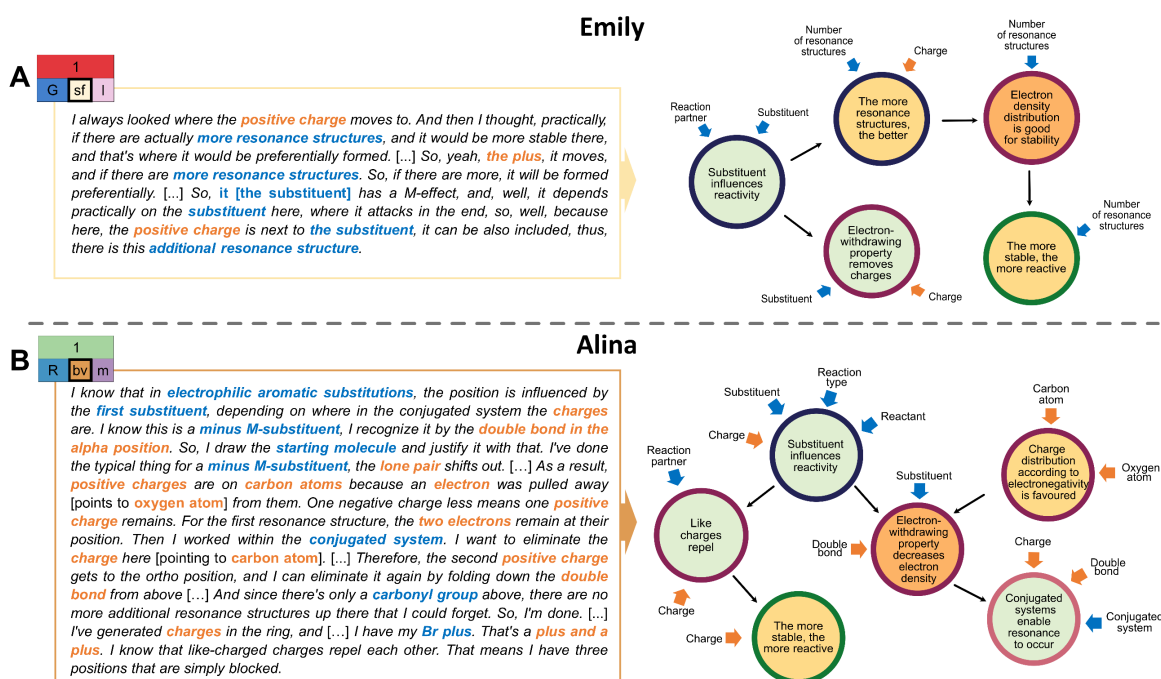 Emily
A
1
G sf I
I always looked where the positive charge moves to. And then I thought, practically,
if there are actually more resonance structures, and it would be more stable there,
and that's where it would be preferentially formed. [...] So, yeah, the plus, it moves,
and if there are more resonance structures. So, if there are more, it will be formed
preferentially. [...] So, it [the substituent] has a M-effect, and, well, it depends
practically on the substituent here, where it attacks in the end, so, well, because
here, the positive charge is next to the substituent, it can be also included, thus,
there is this additional resonance structure.
Reaction
partner
Substituent
Substituent
influences
reactivity
Number
of resonance
structures
Charge
The more
resonance
structures,
the better
Number of resonance
structures
Electron
density
distribution
is good
for stability
Electron-
withdrawing
property
removes
charges
Substituent
Charge
Number of
resonance
structures
The more
stable, the
more reactive
B
Alina
1
R bv m
I know that in electrophilic aromatic substitutions, the position is influenced by
the first substituent, depending on where in the conjugated system the charges
are. I know this is a minus M-substituent, I recognize it by the double bond in the
alpha position. So, I draw the starting molecule and justify it with that. I've done
the typical thing for a minus M-substituent, the lone pair shifts out. […] As a result,
positive charges are on carbon atoms because an electron was pulled away
[points to oxygen atom] from them. One negative charge less means one positive
charge remains. For the first resonance structure, the two electrons remain at their
position. Then I worked within the conjugated system. I want to eliminate the
charge here [pointing to carbon atom]. [...] Therefore, the second positive charge
gets to the ortho position, and I can eliminate it again by folding down the double
bond from above […] And since there's only a carbonyl group above, there are no
more additional resonance structures up there that I could forget. So, I'm done. [...]
I've generated charges in the ring, and […] I have my Br plus. That's a plus and a
plus. I know that like-charged charges repel each other. That means I have three
positions that are simply blocked.
Substituent
Reaction
type
Reactant
Charge
Substituent
influences
reactivity
Reaction
partner
Like
charges
repel
Charge
Charge
The more
stable, the
more reactive
Substituent
Double
bond
Electron-
withdrawing
property
decreases
electron
density
Carbon
atom
Oxygen
atom
Charge
distribution
according to
electronegativity
is favoured
Charge
Double
bond
Conjugated
system
Conjugated
systems
enable
resonance
to occur